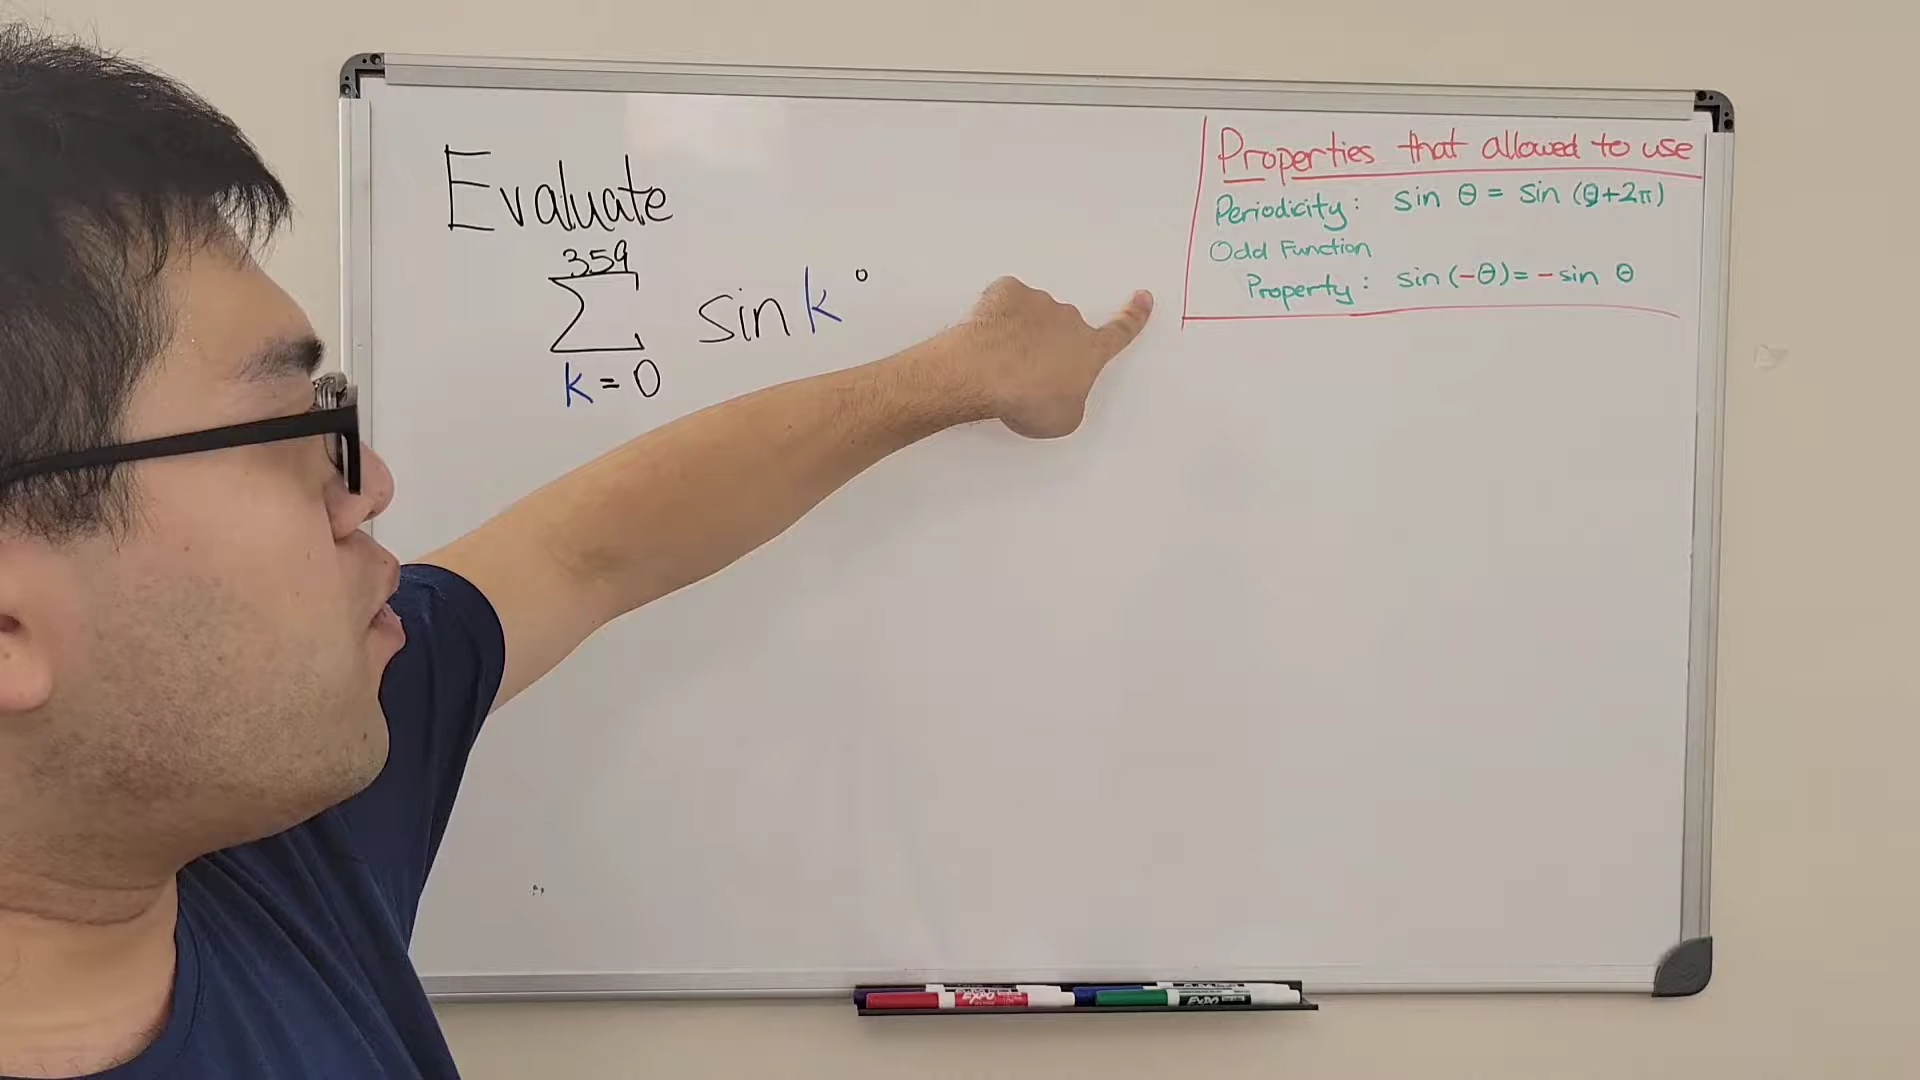 Evaluate
359
Σ sin k°
k = 0
Properties that allowed to use
Periodicity: sin θ = sin (θ+2π)
Odd Function
Property: sin (-θ) = - sin θ
EXPO
EXPO